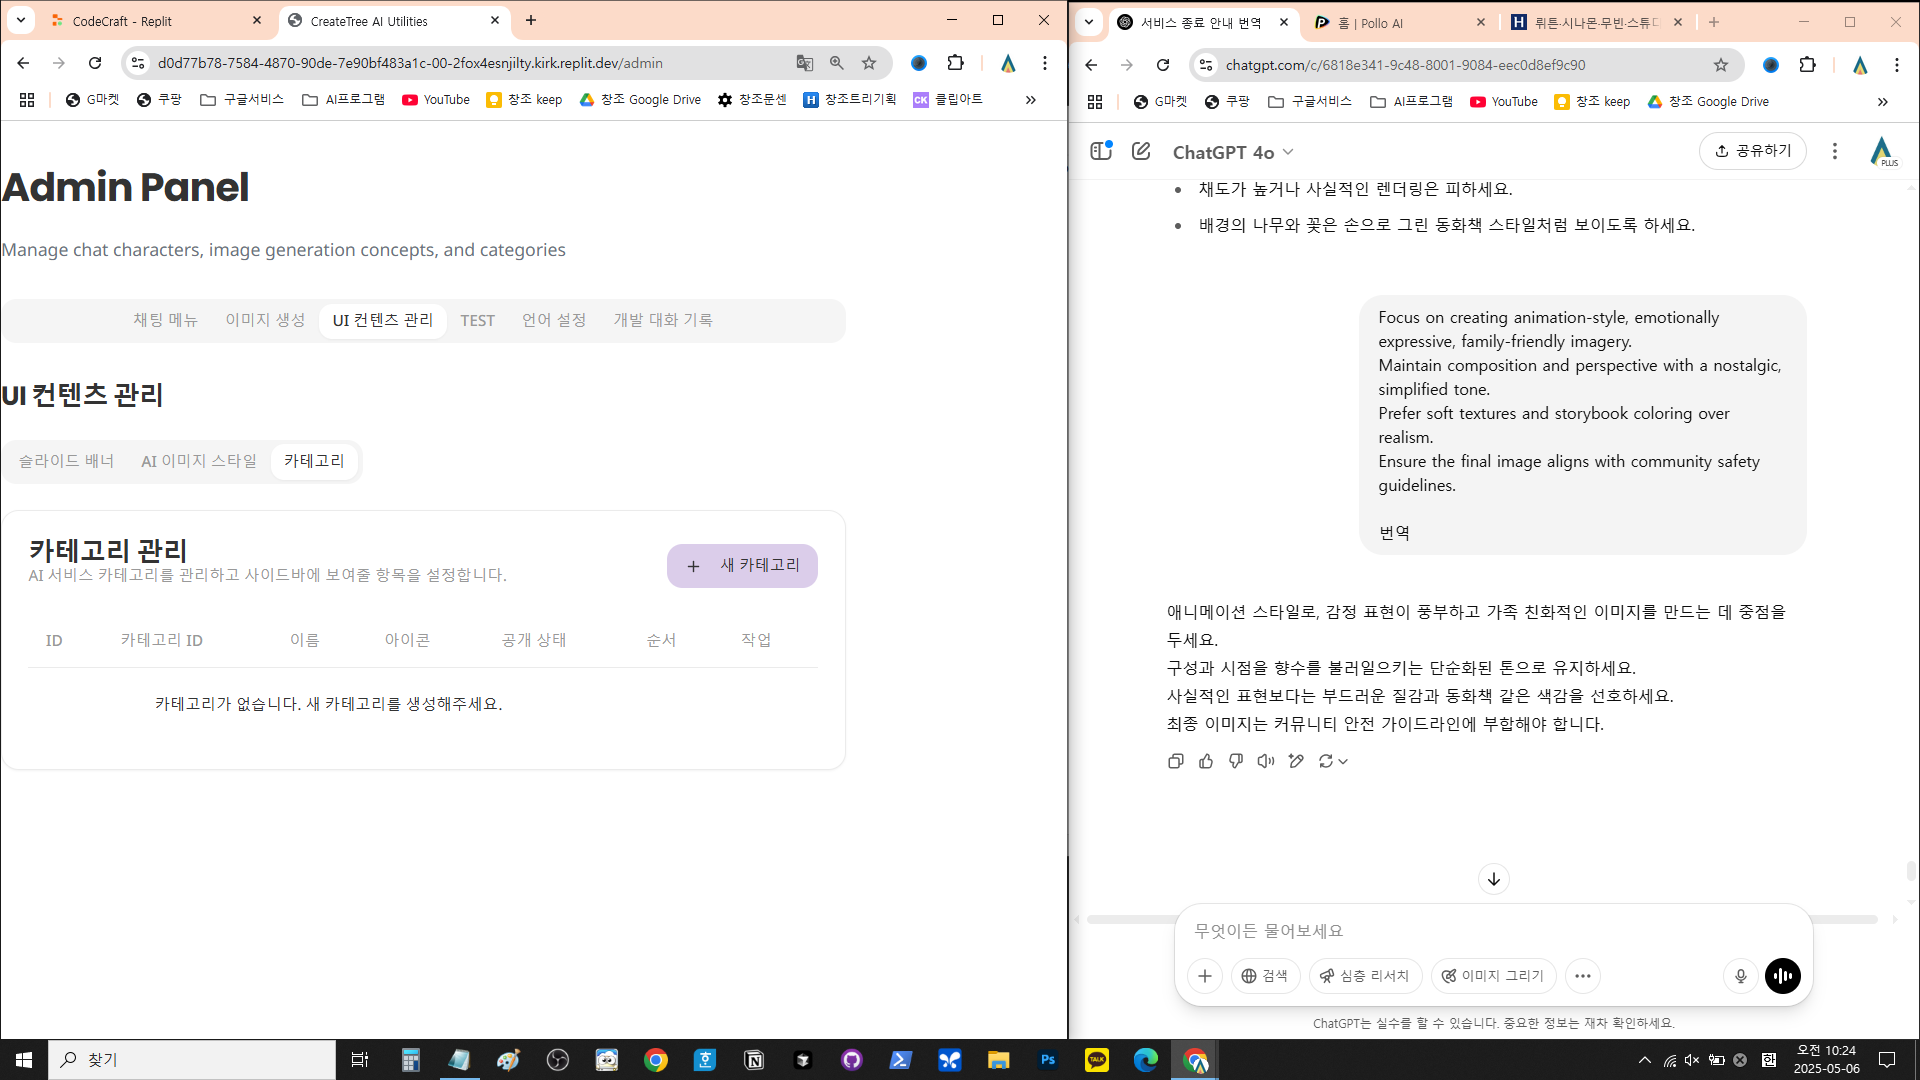 CodeCraft - Replit
CreateTree AI Utilities
d0d77b78-7584-4870-90de-7e90bf483a1c-00-2fox4esnjilty.kirk.replit.dev/admin
G마켓
쿠팡
구글서비스
AI프로그램
YouTube
창조 keep
창조 Google Drive
창조문센
창조트리기획
클립아트
Admin Panel
Manage chat characters, image generation concepts, and categories
채팅 메뉴
이미지 생성
UI 컨텐츠 관리
TEST
언어 설정
개발 대화 기록
UI 컨텐츠 관리
슬라이드 배너
AI 이미지 스타일
카테고리
카테고리 관리
AI 서비스 카테고리를 관리하고 사이드바에 보여줄 항목을 설정합니다.
+ 새 카테고리
ID 카테고리 ID 이름 아이콘 공개 상태 순서 작업
카테고리가 없습니다. 새 카테고리를 생성해주세요.
서비스 종료 안내 번역
홈 | Pollo AI
뤼튼·시나몬·무빈·스튜디
chatgpt.com/c/6818e341-9c48-8001-9084-eec0d8ef9c90
G마켓
쿠팡
구글서비스
AI프로그램
YouTube
창조 keep
창조 Google Drive
ChatGPT 4o
공유하기
PLUS
채도가 높거나 사실적인 렌더링은 피하세요.
배경의 나무와 꽃은 손으로 그린 동화책 스타일처럼 보이도록 하세요.
Focus on creating animation-style, emotionally
expressive, family-friendly imagery.
Maintain composition and perspective with a nostalgic,
simplified tone.
Prefer soft textures and storybook coloring over
realism.
Ensure the final image aligns with community safety
guidelines.
번역
애니메이션 스타일로, 감정 표현이 풍부하고 가족 친화적인 이미지를 만드는 데 중점을
두세요.
구성과 시점을 향수를 불러일으키는 단순화된 톤으로 유지하세요.
사실적인 표현보다는 부드러운 질감과 동화책 같은 색감을 선호하세요.
최종 이미지는 커뮤니티 안전 가이드라인에 부합해야 합니다.
무엇이든 물어보세요
검색
심층 리서치
이미지 그리기
ChatGPT는 실수를 할 수 있습니다. 중요한 정보는 재차 확인하세요.
찾기
Ps
TALK
한
오전 10:24
2025-05-06